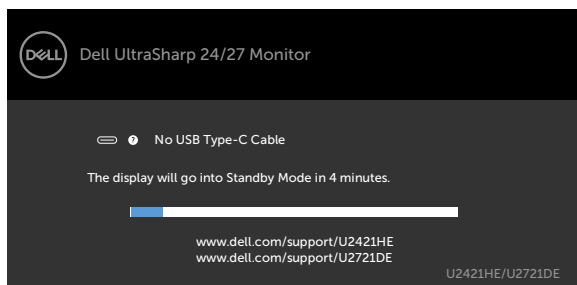 DELL
Dell UltraSharp 24/27 Monitor
? No USB Type-C Cable
The display will go into Standby Mode in 4 minutes.
www.dell.com/support/U2421HE
www.dell.com/support/U2721DE
U2421HE/U2721DE